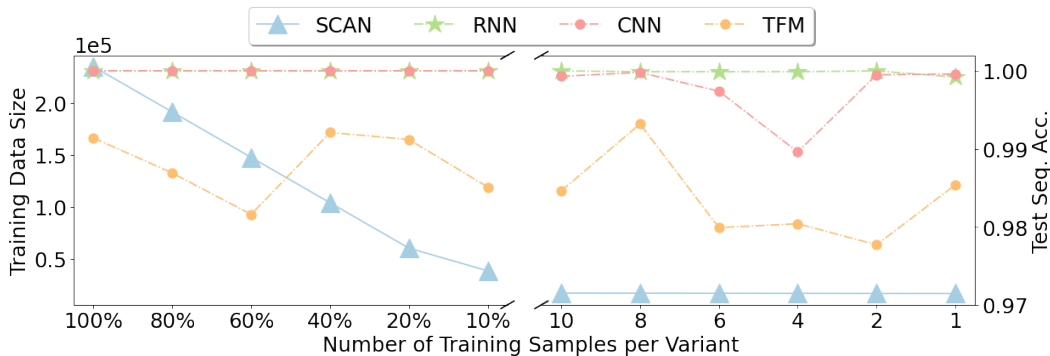 SCAN RNN CNN TFM
1e5
Training Data Size
2.0
1.5
1.0
0.5
1.00
0.99
0.98
0.97
Test Seq. Acc.
100% 80% 60% 40% 20% 10% 10 8 6 4 2 1
Number of Training Samples per Variant